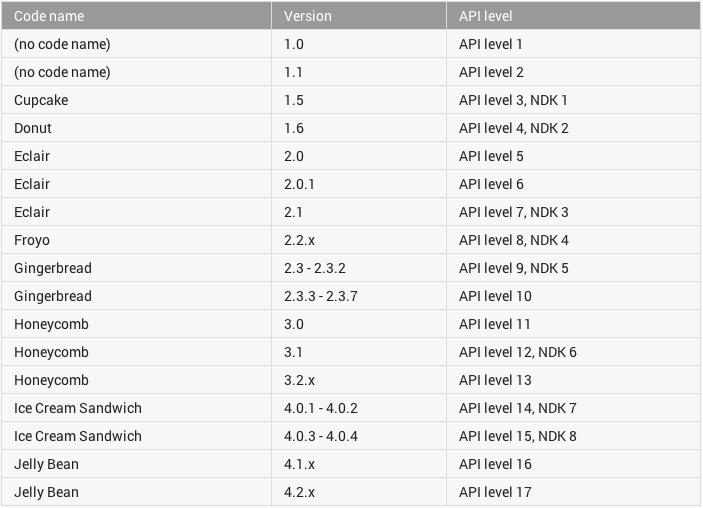 Code name Version API level
(no code name) 1.0 API level 1
(no code name) 1.1 API level 2
Cupcake 1.5 API level 3, NDK 1
Donut 1.6 API level 4, NDK 2
Eclair 2.0 API level 5
Eclair 2.0.1 API level 6
Eclair 2.1 API level 7, NDK 3
Froyo 2.2.x API level 8, NDK 4
Gingerbread 2.3 - 2.3.2 API level 9, NDK 5
Gingerbread 2.3.3 - 2.3.7 API level 10
Honeycomb 3.0 API level 11
Honeycomb 3.1 API level 12, NDK 6
Honeycomb 3.2.x API level 13
Ice Cream Sandwich 4.0.1 - 4.0.2 API level 14, NDK 7
Ice Cream Sandwich 4.0.3 - 4.0.4 API level 15, NDK 8
Jelly Bean 4.1.x API level 16
Jelly Bean 4.2.x API level 17